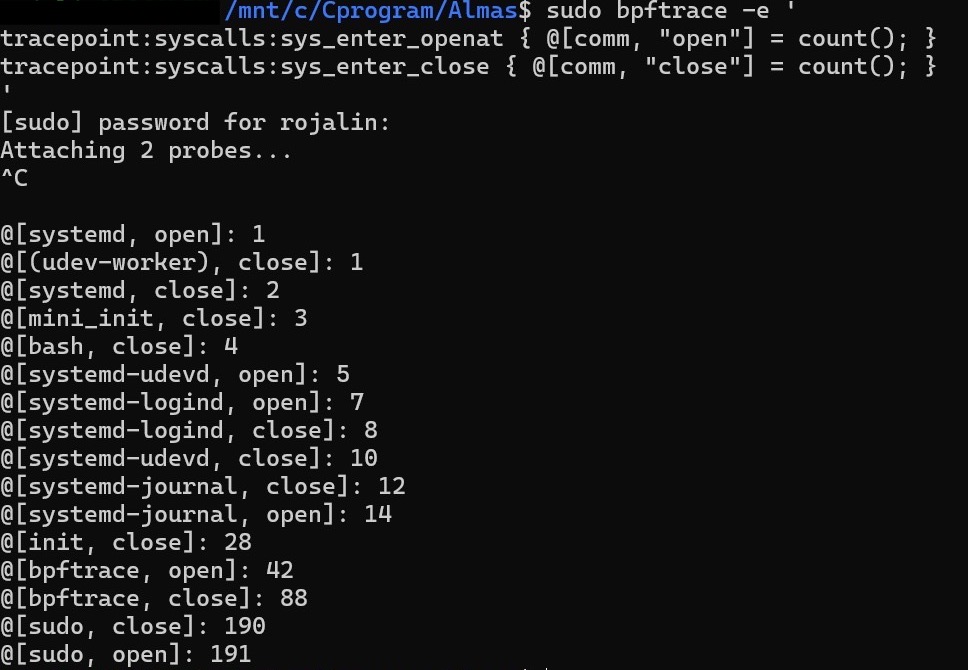 /mnt/c/Cprogram/Almas$ sudo bpftrace -e '
tracepoint:syscalls:sys_enter_openat { @[comm, "open"] = count(); }
tracepoint:syscalls:sys_enter_close { @[comm, "close"] = count(); }
'
[sudo] password for rojalin:
Attaching 2 probes...
^C
@[systemd, open]: 1
@[(udev-worker), close]: 1
@[systemd, close]: 2
@[mini_init, close]: 3
@[bash, close]: 4
@[systemd-udevd, open]: 5
@[systemd-logind, open]: 7
@[systemd-logind, close]: 8
@[systemd-udevd, close]: 10
@[systemd-journal, close]: 12
@[systemd-journal, open]: 14
@[init, close]: 28
@[bpftrace, open]: 42
@[bpftrace, close]: 88
@[sudo, close]: 190
@[sudo, open]: 191